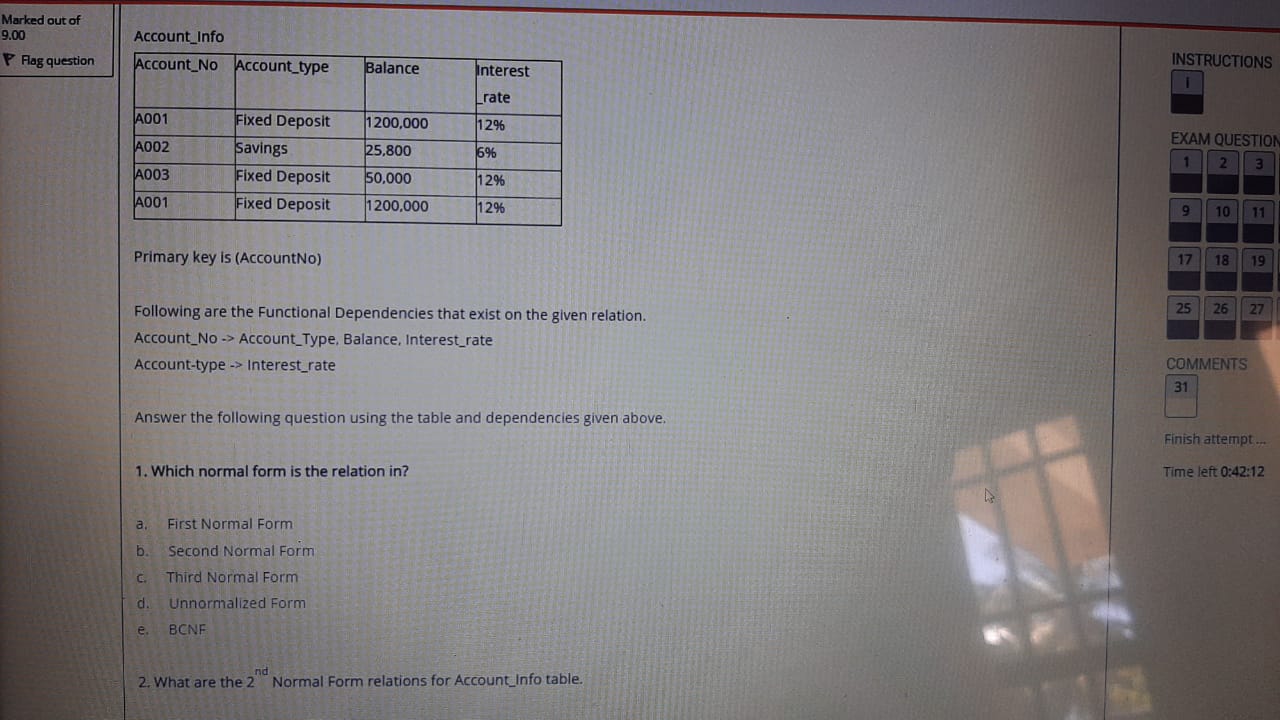 Marked out of
9.00
Flag question
Account_Info
Account_No Account_type Balance Interest
_rate
A001 Fixed Deposit 1200,000 12%
A002 Savings 25,800 6%
A003 Fixed Deposit 50,000 12%
A001 Fixed Deposit 1200,000 12%
Primary key is (AccountNo)
Following are the Functional Dependencies that exist on the given relation.
Account_No -> Account_Type, Balance, Interest_rate
Account-type -> Interest_rate
Answer the following question using the table and dependencies given above.
1. Which normal form is the relation in?
a. First Normal Form
b. Second Normal Form
c. Third Normal Form
d. Unnormalized Form
e. BCNF
2. What are the 2nd Normal Form relations for Account_Info table.
INSTRUCTIONS
i
EXAM QUESTION
1 2 3
9 10 11
17 18 19
25 26 27
COMMENTS
31
Finish attempt ...
Time left 0:42:12